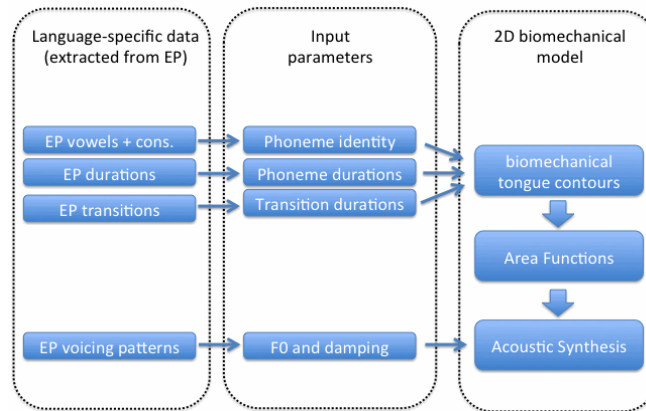 Language-specific data
(extracted from EP)
Input
parameters
2D biomechanical
model
EP vowels + cons.
Phoneme identity
EP durations
Phoneme durations
EP transitions
Transition durations
biomechanical
tongue contours
Area Functions
EP voicing patterns
F0 and damping
Acoustic Synthesis